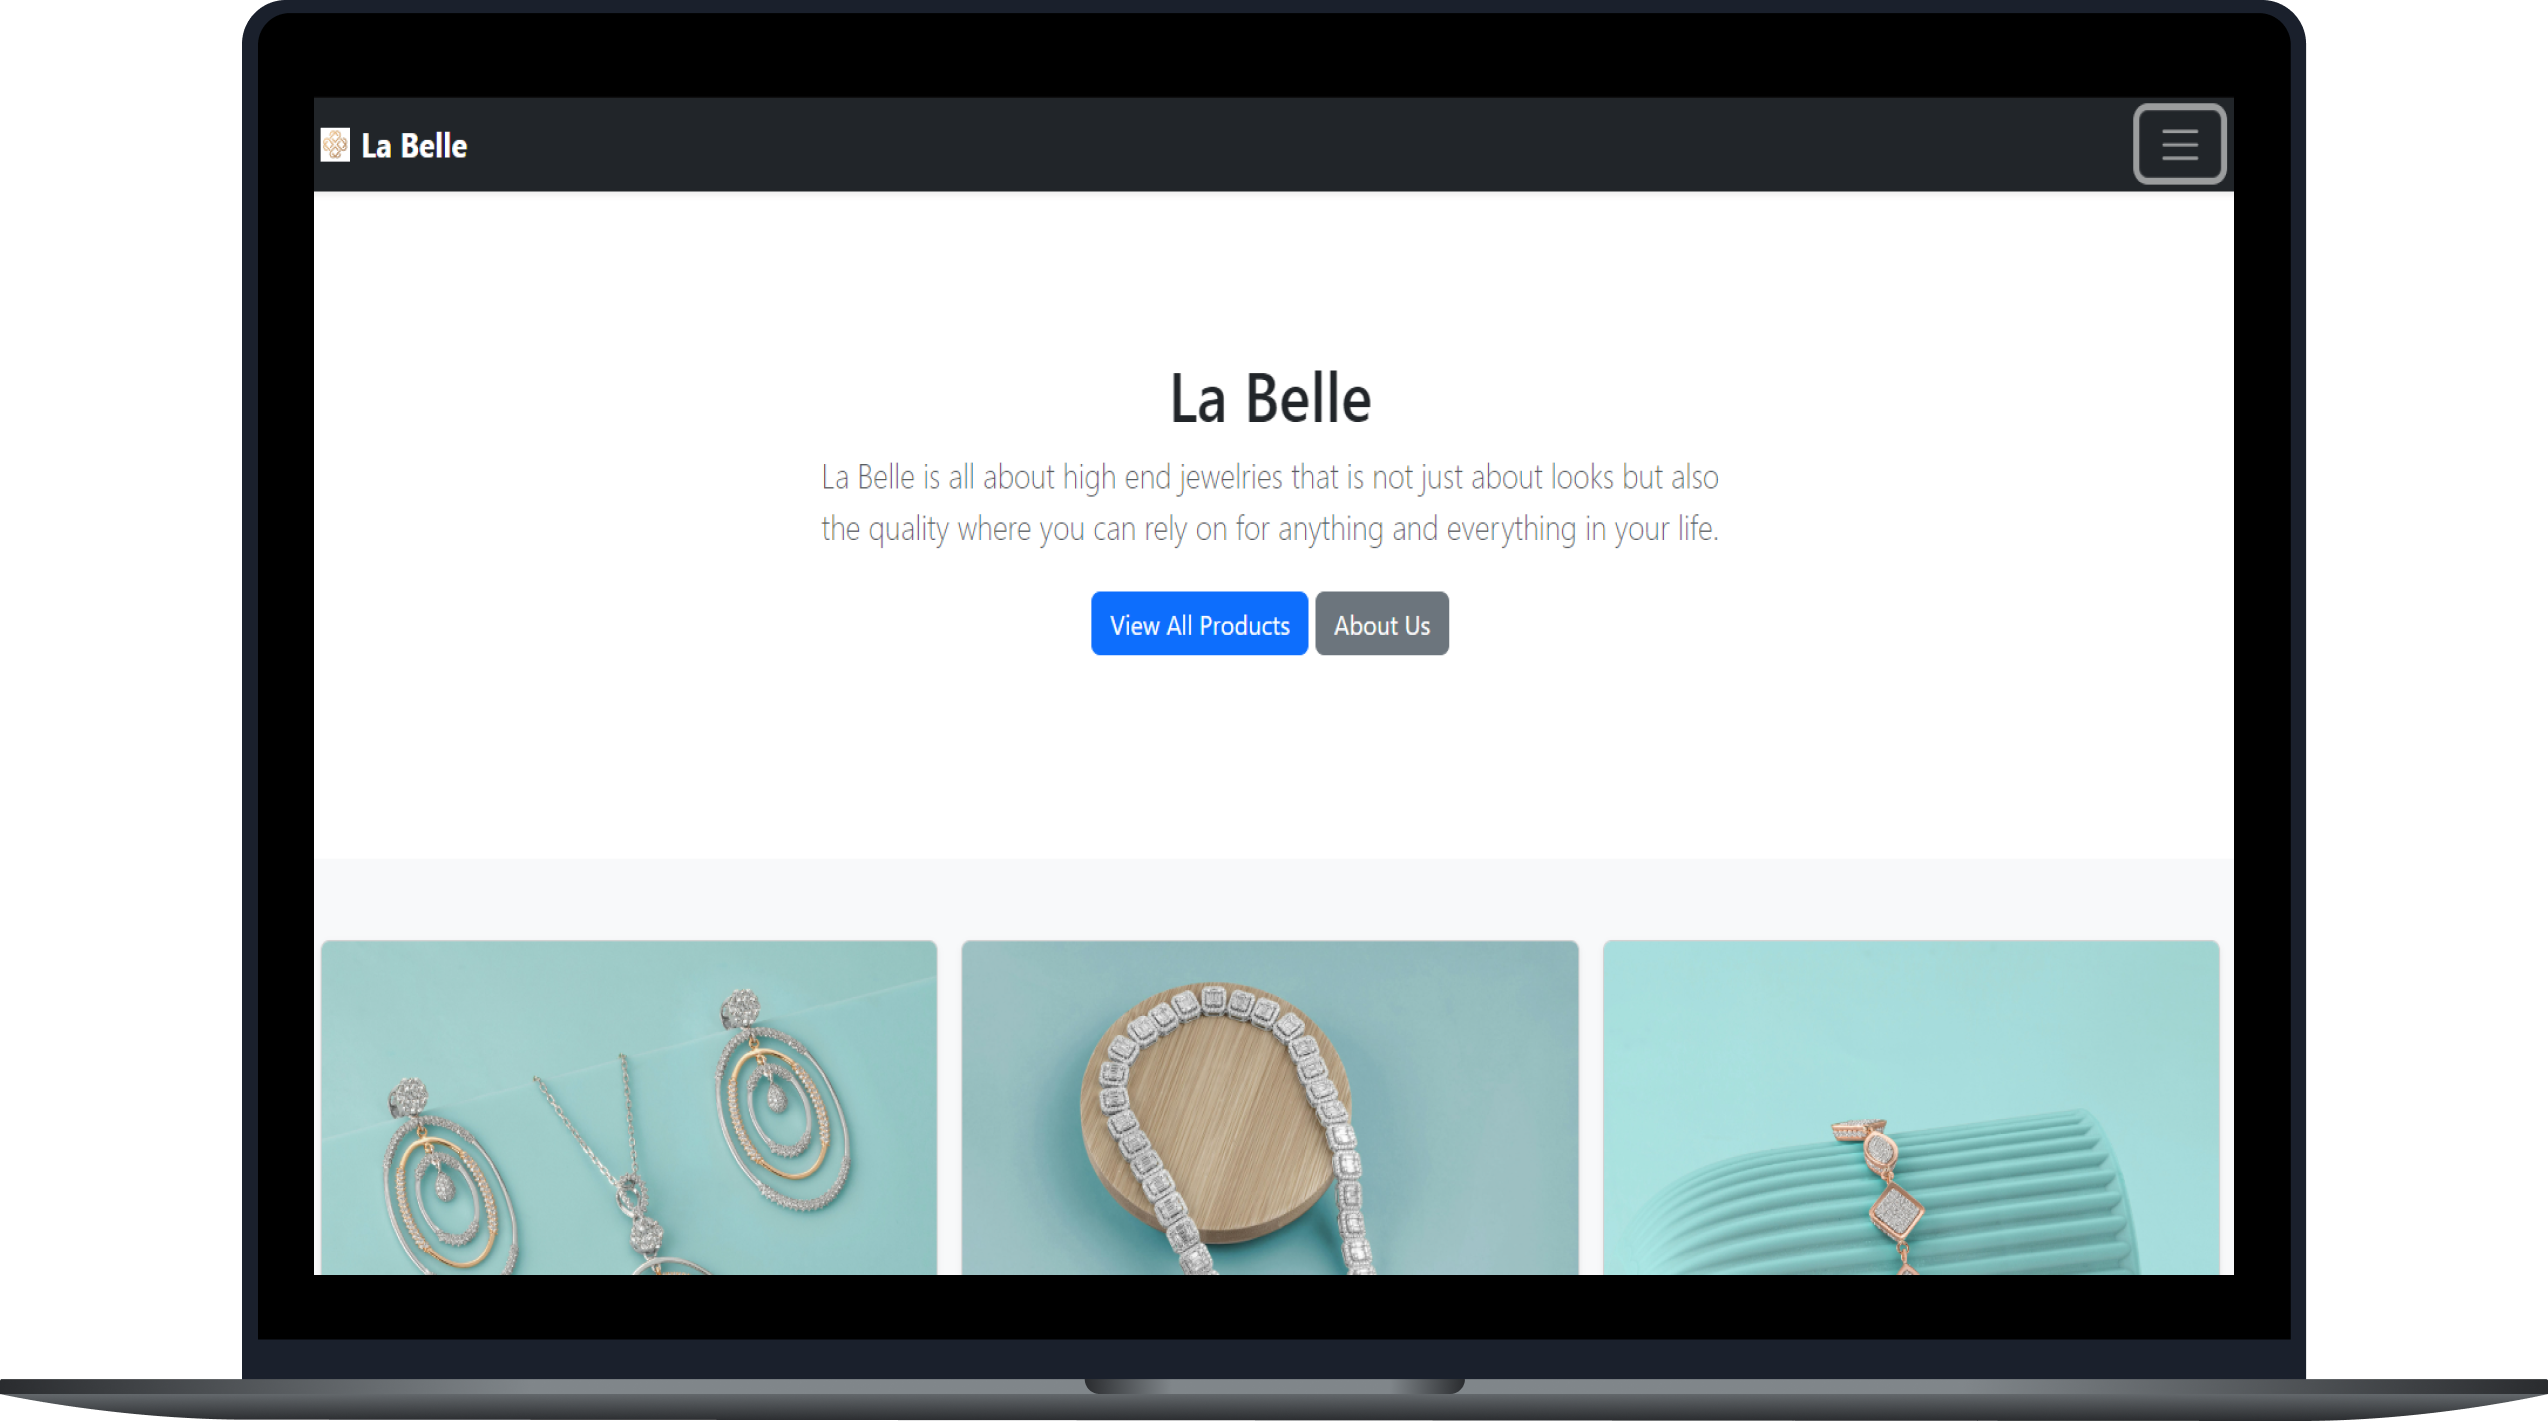 La Belle
La Belle
La Belle is all about high end jewelries that is not just about looks but also
the quality where you can rely on for anything and everything in your life.
View All Products
About Us